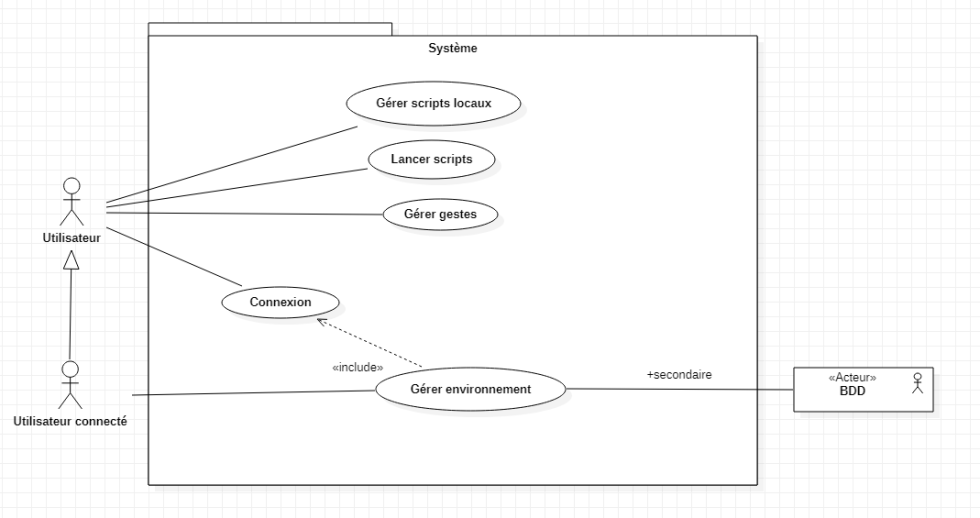 Système
Gérer scripts locaux
Lancer scripts
Gérer gestes
Utilisateur
Connexion
«include»
Gérer environnement
+secondaire
«Acteur»
BDD
Utilisateur connecté